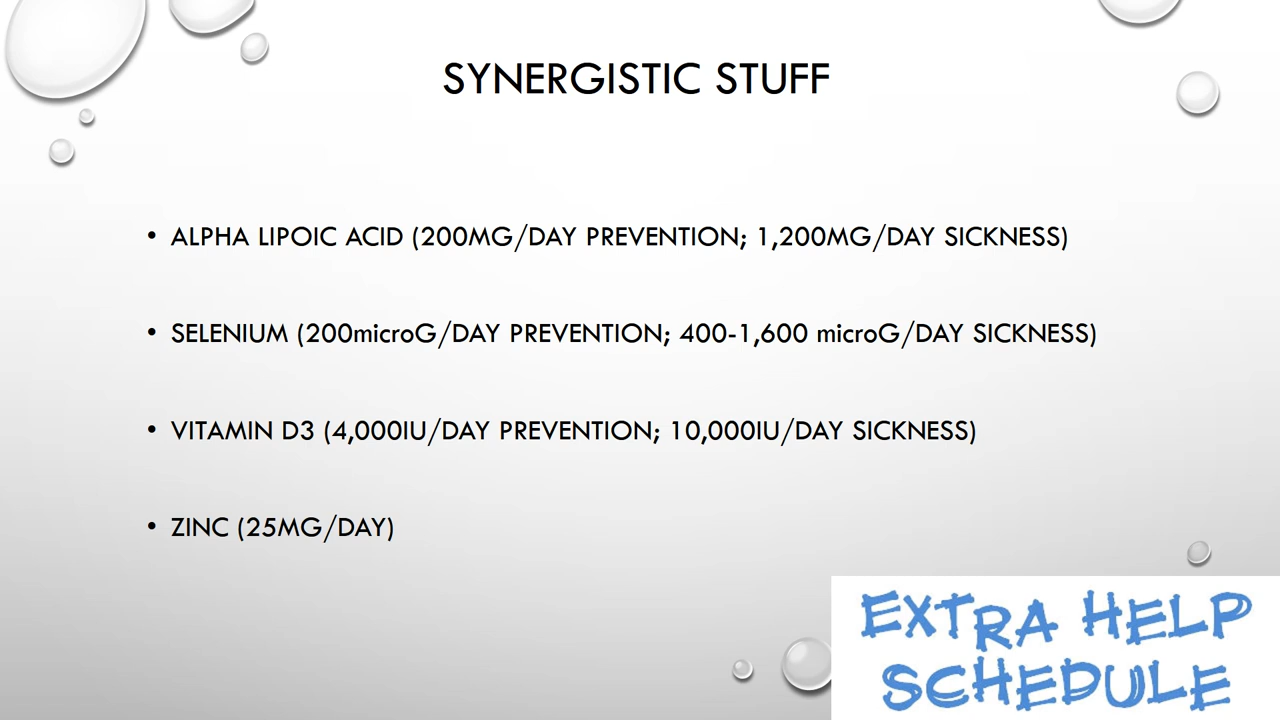 SYNERGISTIC STUFF
• ALPHA LIPOIC ACID (200MG/DAY PREVENTION; 1,200MG/DAY SICKNESS)
• SELENIUM (200microG/DAY PREVENTION; 400-1,600 microG/DAY SICKNESS)
• VITAMIN D3 (4,000IU/DAY PREVENTION; 10,000IU/DAY SICKNESS)
• ZINC (25MG/DAY)
EXTRA HELP
SCHEDULE